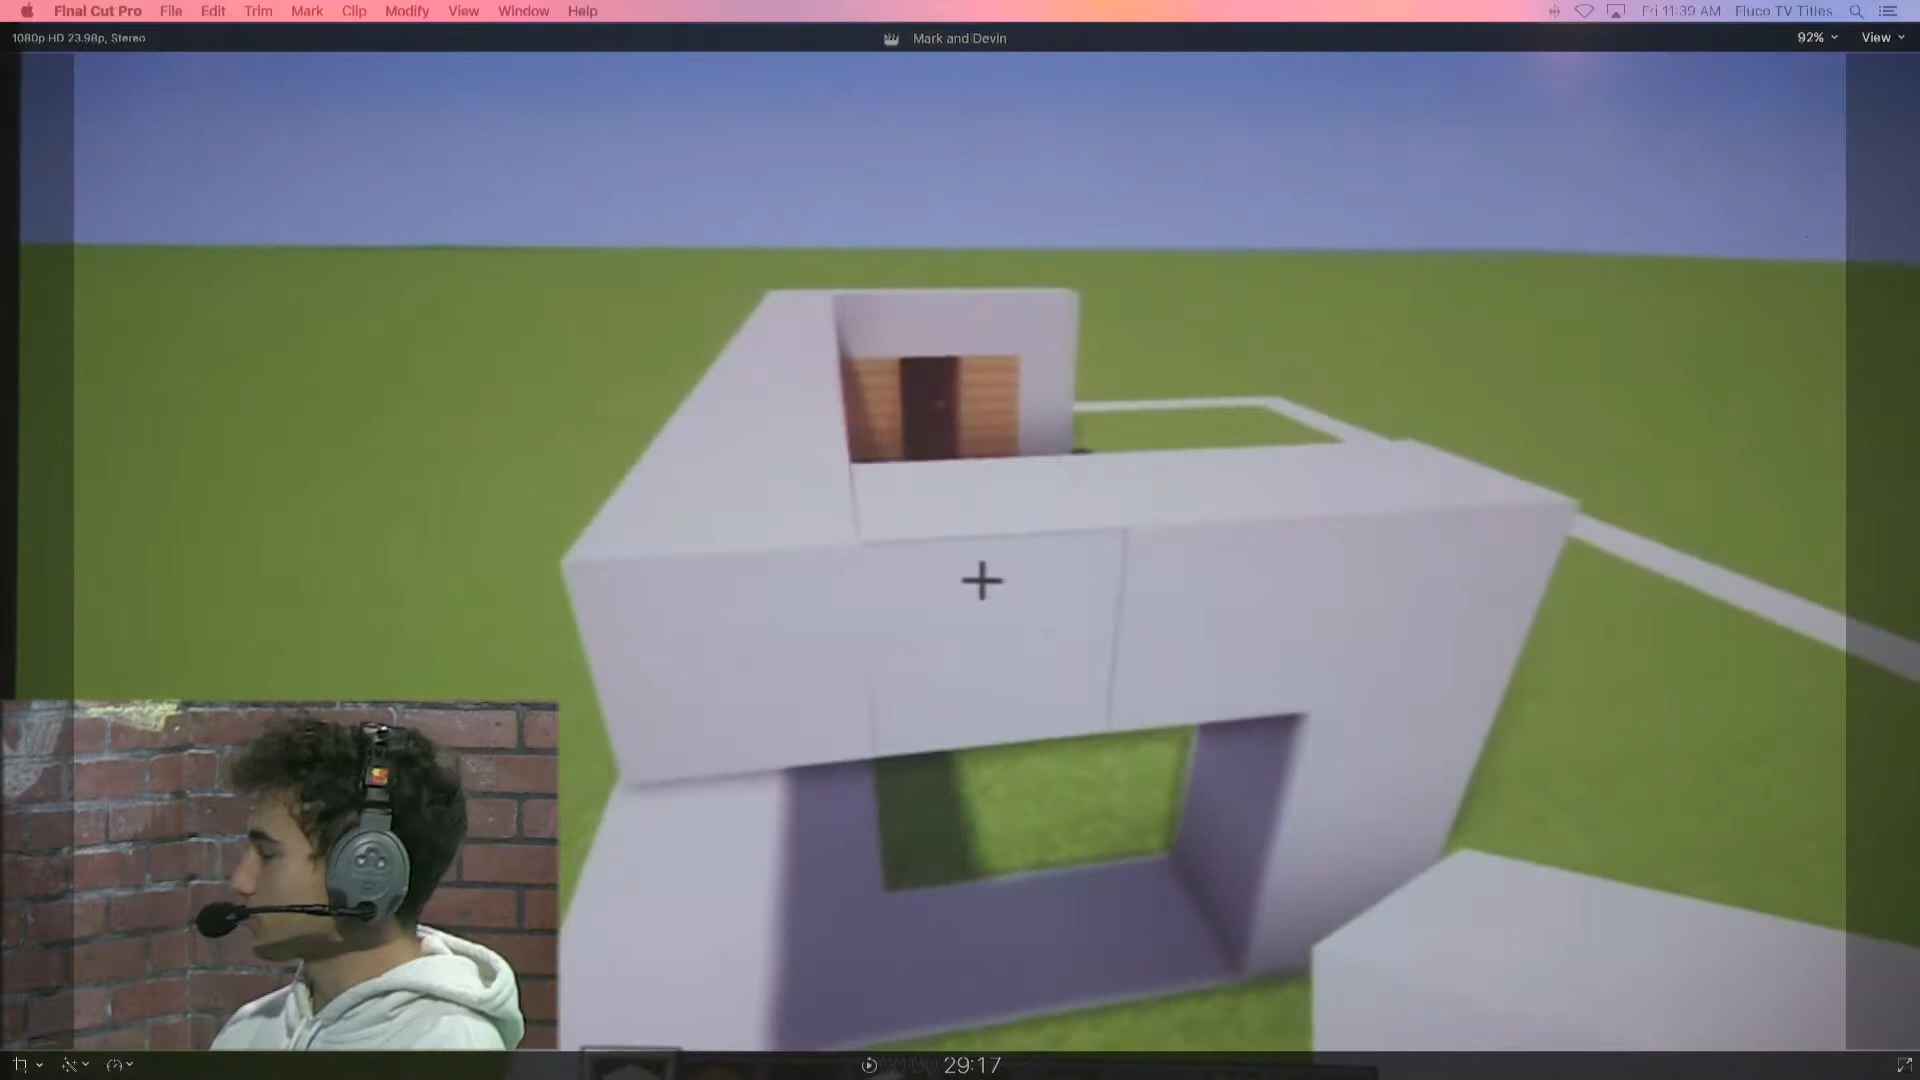 Final Cut Pro File Edit Trim Mark Clip Modify View Window Help Fri 11:39 AM Fluco TV Titles
1080p HD 23.98p, Stereo Mark and Devin 92% View
29:17